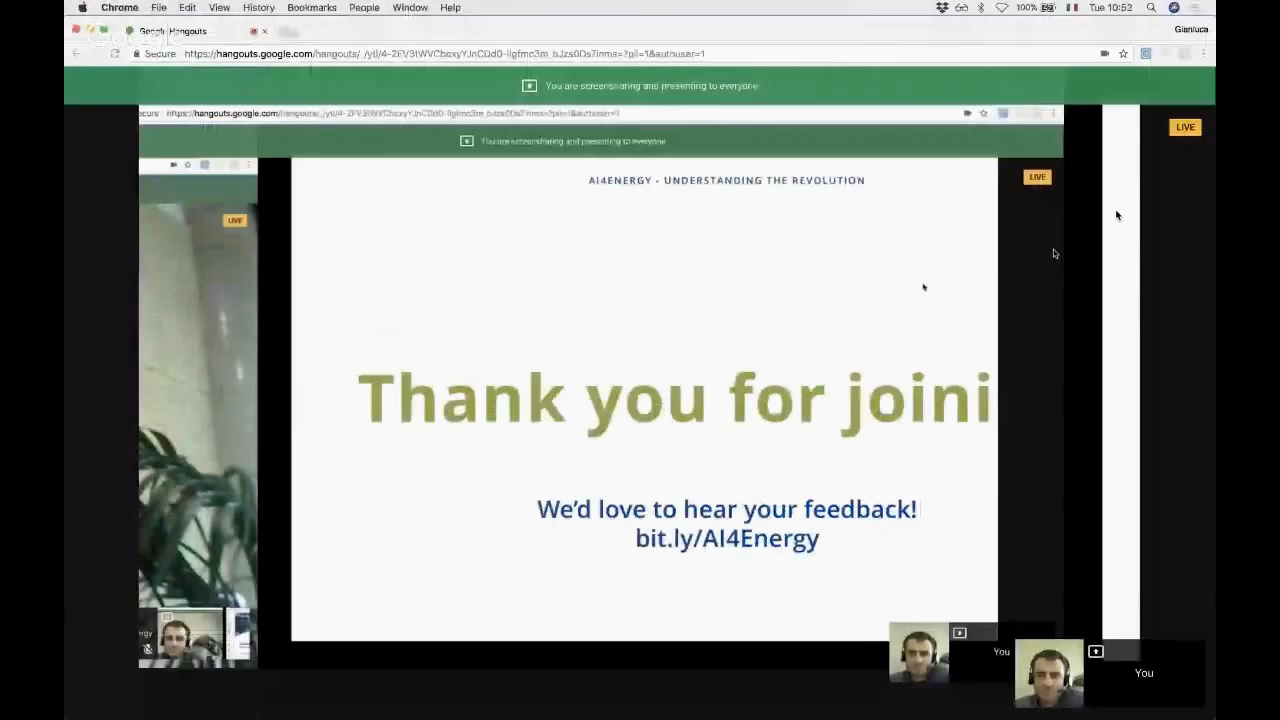 Chrome File Edit View History Bookmarks People Window Help 100% Tue 10:52
Google Hangouts Gianluca
Secure
You are screensharing and presenting to everyone
LIVE
You are screensharing and presenting to everyone
LIVE
AI4ENERGY - UNDERSTANDING THE REVOLUTION
LIVE
Thank you for joini
We'd love to hear your feedback!
bit.ly/AI4Energy
You
You